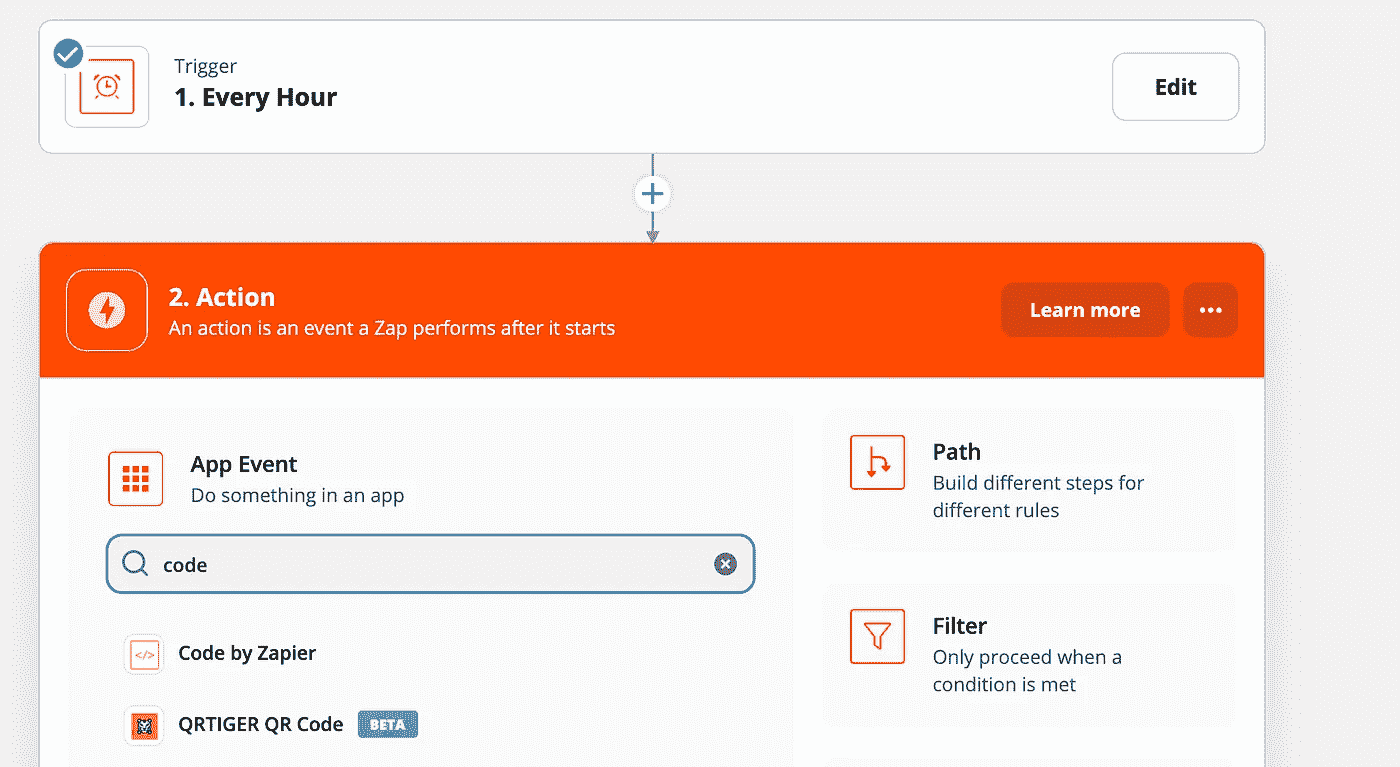 Trigger
1. Every Hour
Edit
2. Action
An action is an event a Zap performs after it starts
Learn more
App Event
Do something in an app
code
</> Code by Zapier
QRTIGER QR Code BETA
Path
Build different steps for
different rules
Filter
Only proceed when a
condition is met